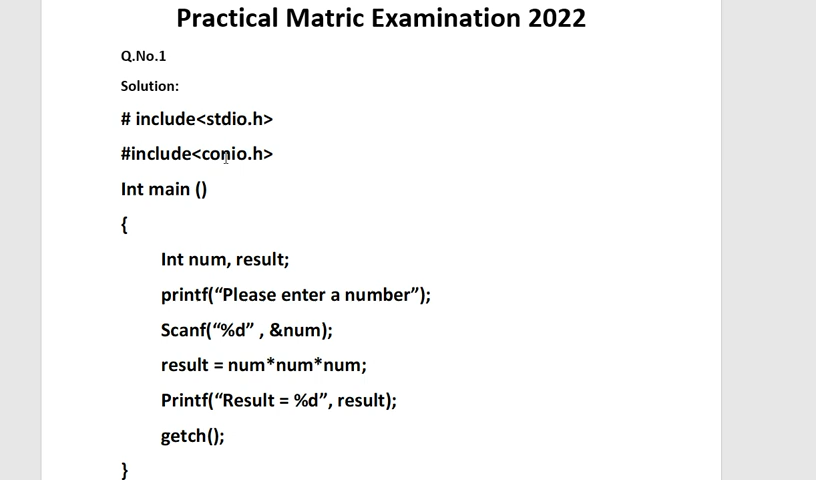 Practical Matric Examination 2022
Q.No.1
Solution:
# include<stdio.h>
#include<conio.h>
Int main ()
{
Int num, result;
printf(“Please enter a number”);
Scanf(“%d” , &num);
result = num*num*num;
Printf(“Result = %d”, result);
getch();
}